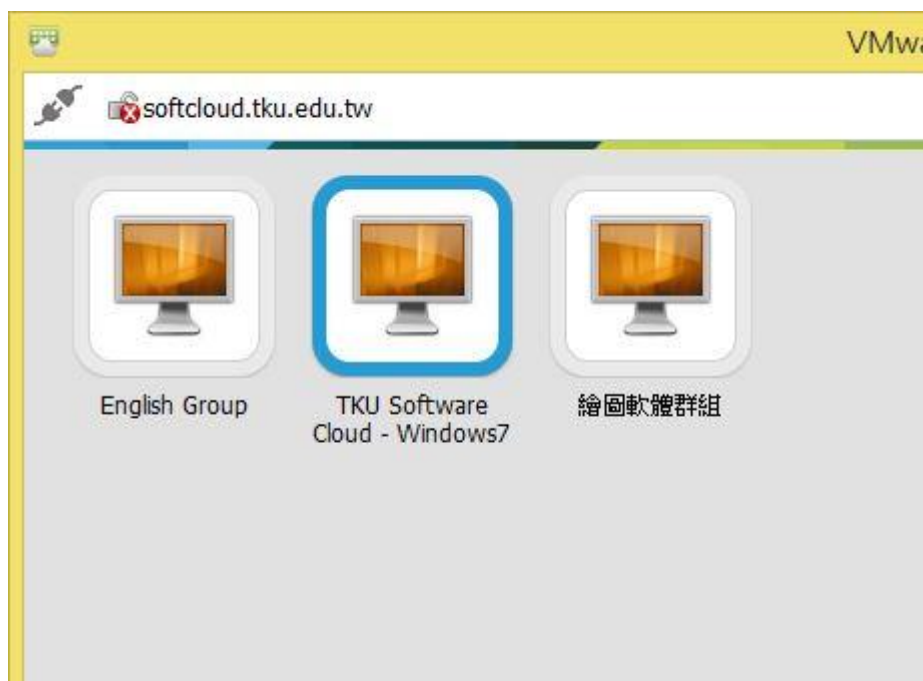 VMwa
softcloud.tku.edu.tw
English Group
TKU Software
Cloud - Windows7
繪圖軟體群組